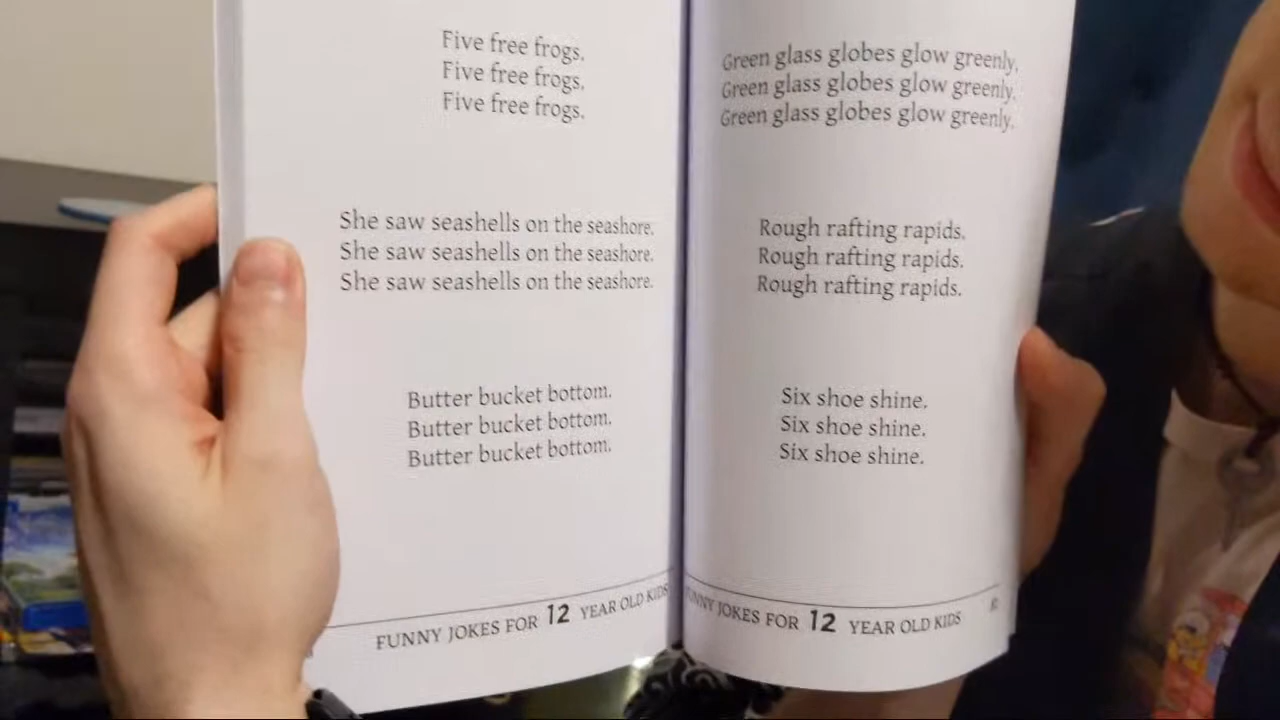 Five free frogs.
Five free frogs.
Five free frogs.
She saw seashells on the seashore.
She saw seashells on the seashore.
She saw seashells on the seashore.
Butter bucket bottom.
Butter bucket bottom.
Butter bucket bottom.
FUNNY JOKES FOR 12 YEAR OLD KIDS
Green glass globes glow greenly.
Green glass globes glow greenly.
Green glass globes glow greenly.
Rough rafting rapids.
Rough rafting rapids.
Rough rafting rapids.
Six shoe shine.
Six shoe shine.
Six shoe shine.
FUNNY JOKES FOR 12 YEAR OLD KIDS